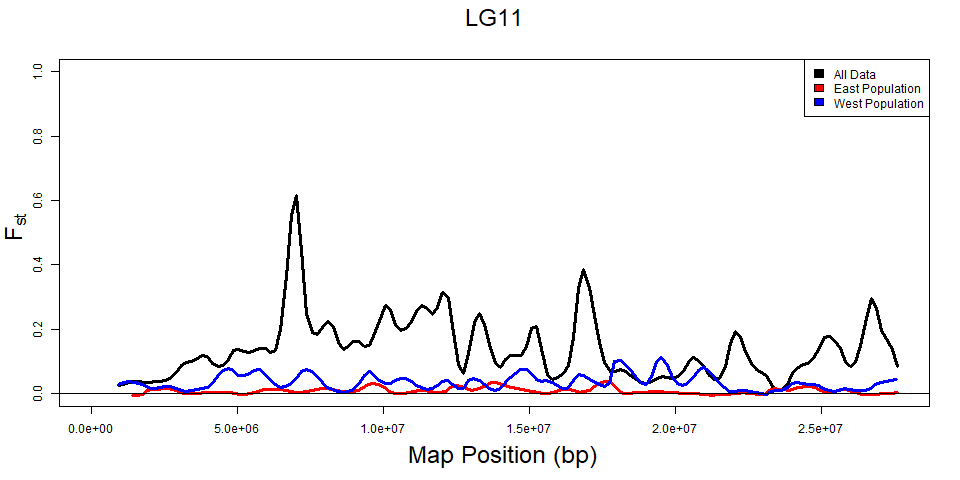 LG11
All Data
East Population
West Population
Fst
1.0
0.8
0.6
0.4
0.2
0.0
0.0e+00 5.0e+06 1.0e+07 1.5e+07 2.0e+07 2.5e+07
Map Position (bp)